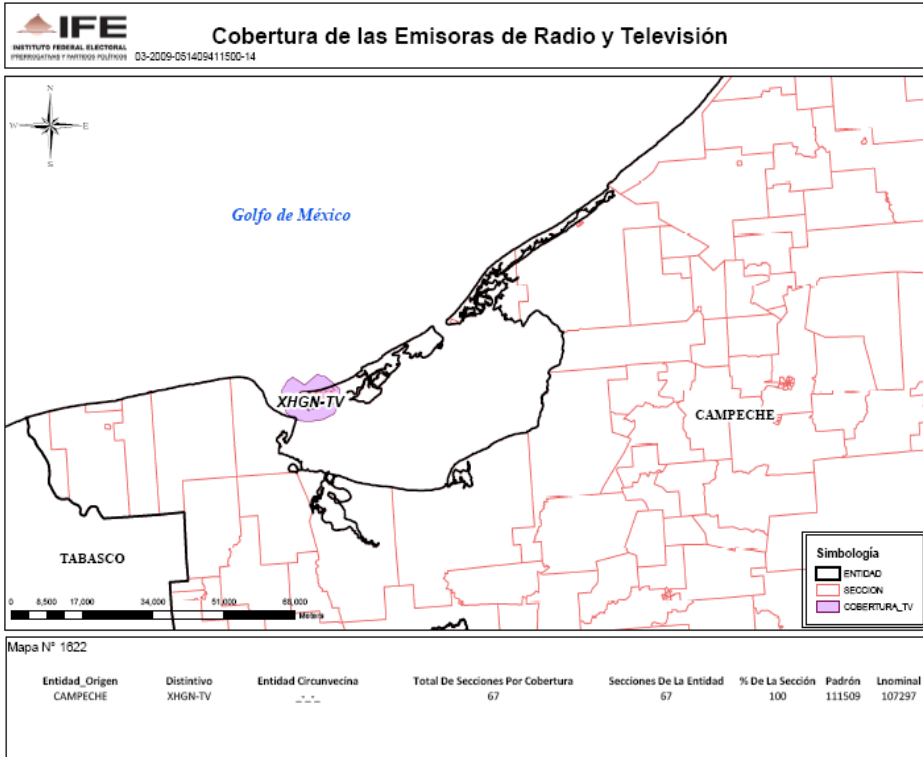 IFE
INSTITUTO FEDERAL ELECTORAL
PRERROGATIVAS Y PARTIDOS POLÍTICOS
03-2009-051409411500-14
Cobertura de las Emisoras de Radio y Televisión
N
W E
S
Golfo de México
XHGN-TV
CAMPECHE
TABASCO
0 8,500 17,000 34,000 51,000 68,000
Meters
Simbología
ENTIDAD
SECCION
COBERTURA_TV
Mapa N° 1622
Entidad_Origen Distintivo Entidad Circunvecina Total De Secciones Por Cobertura Secciones De La Entidad % De La Sección Padrón Lnominal
CAMPECHE XHGN-TV _-_-_ 67 67 100 111509 107297